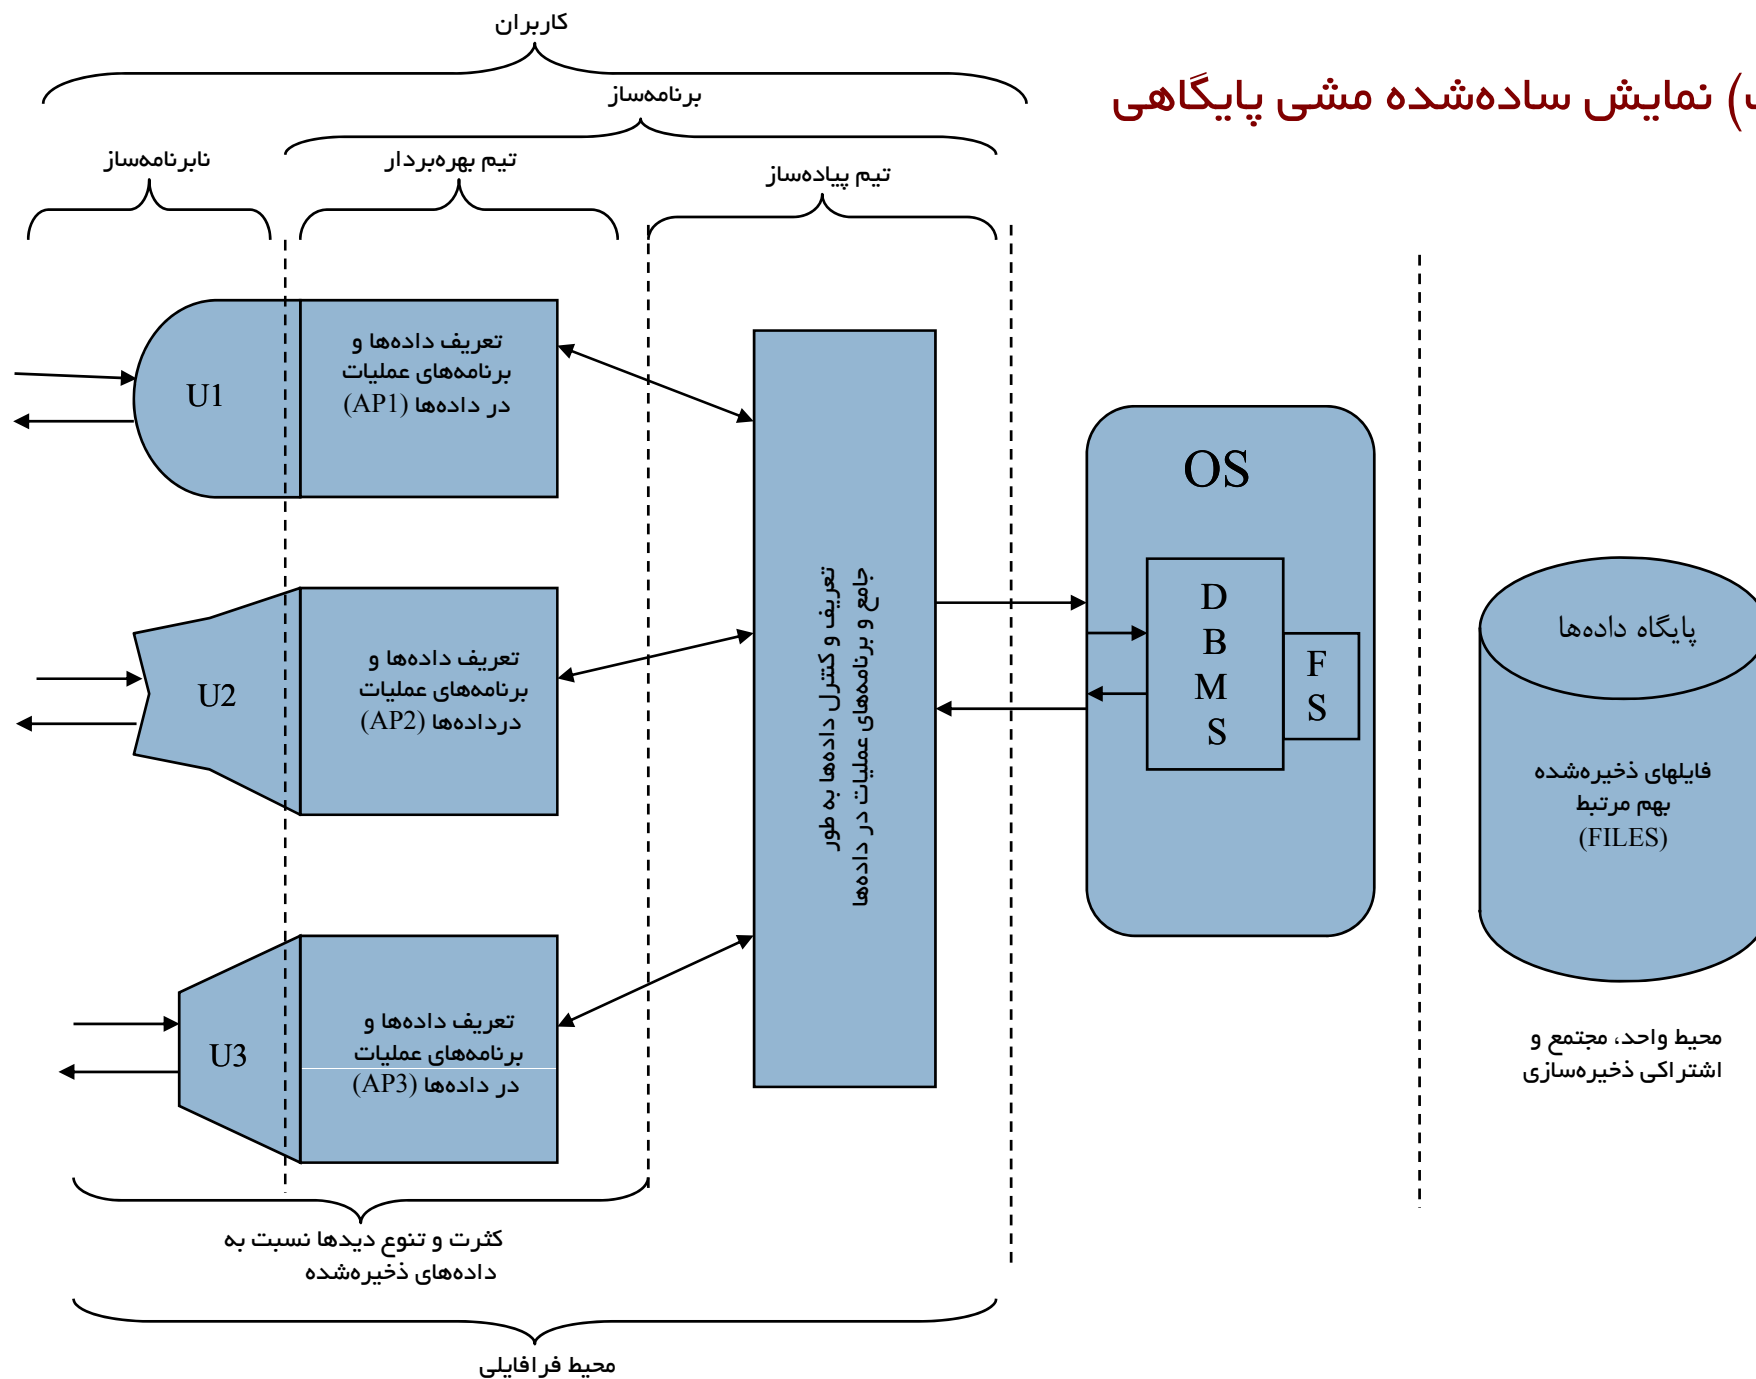 کاربران
ب) نمایش ساده‌شده مشی پایگاهی
برنامه‌ساز
نابرنامه‌ساز
تیم بهره‌بردار
تیم پیاده‌ساز
U1
تعریف داده‌ها و
برنامه‌های عملیات
در داده‌ها (AP1)
U2
تعریف داده‌ها و
برنامه‌های عملیات
درداده‌ها (AP2)
U3
تعریف داده‌ها و
برنامه‌های عملیات
در داده‌ها (AP3)
تعریف و کنترل داده‌ها به طور
جامع و برنامه‌های عملیات در داده‌ها
OS
D
B
M
S
F
S
پایگاه داده‌ها
فایلهای ذخیره‌شده
بهم مرتبط
(FILES)
محیط واحد، مجتمع و
اشتراکی ذخیره‌سازی
کثرت و تنوع دیدها نسبت به
داده‌های ذخیره‌شده
محیط فرافایلی